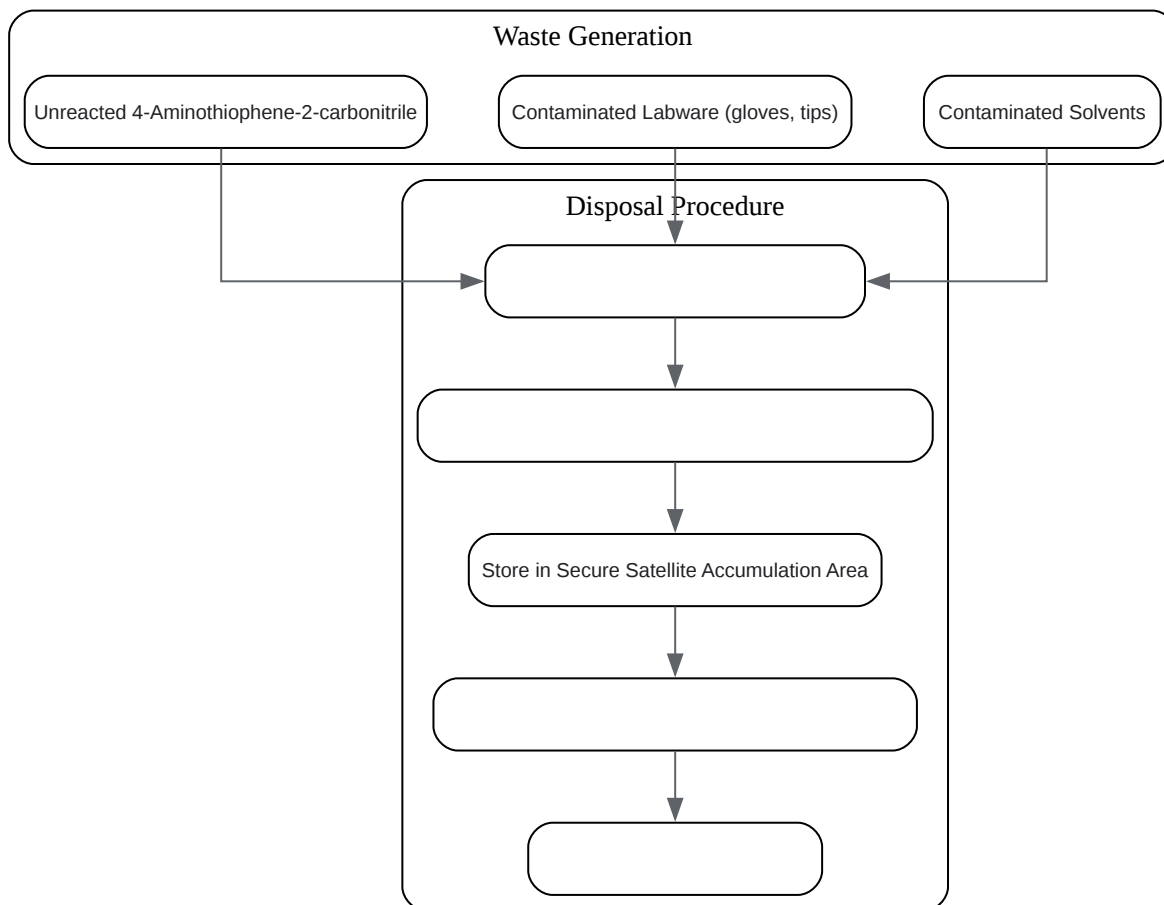 Waste Generation
Unreacted 4-Aminothiophene-2-carbonitrile
Contaminated Labware (gloves, tips)
Contaminated Solvents
Disposal Procedure
Store in Secure Satellite Accumulation Area